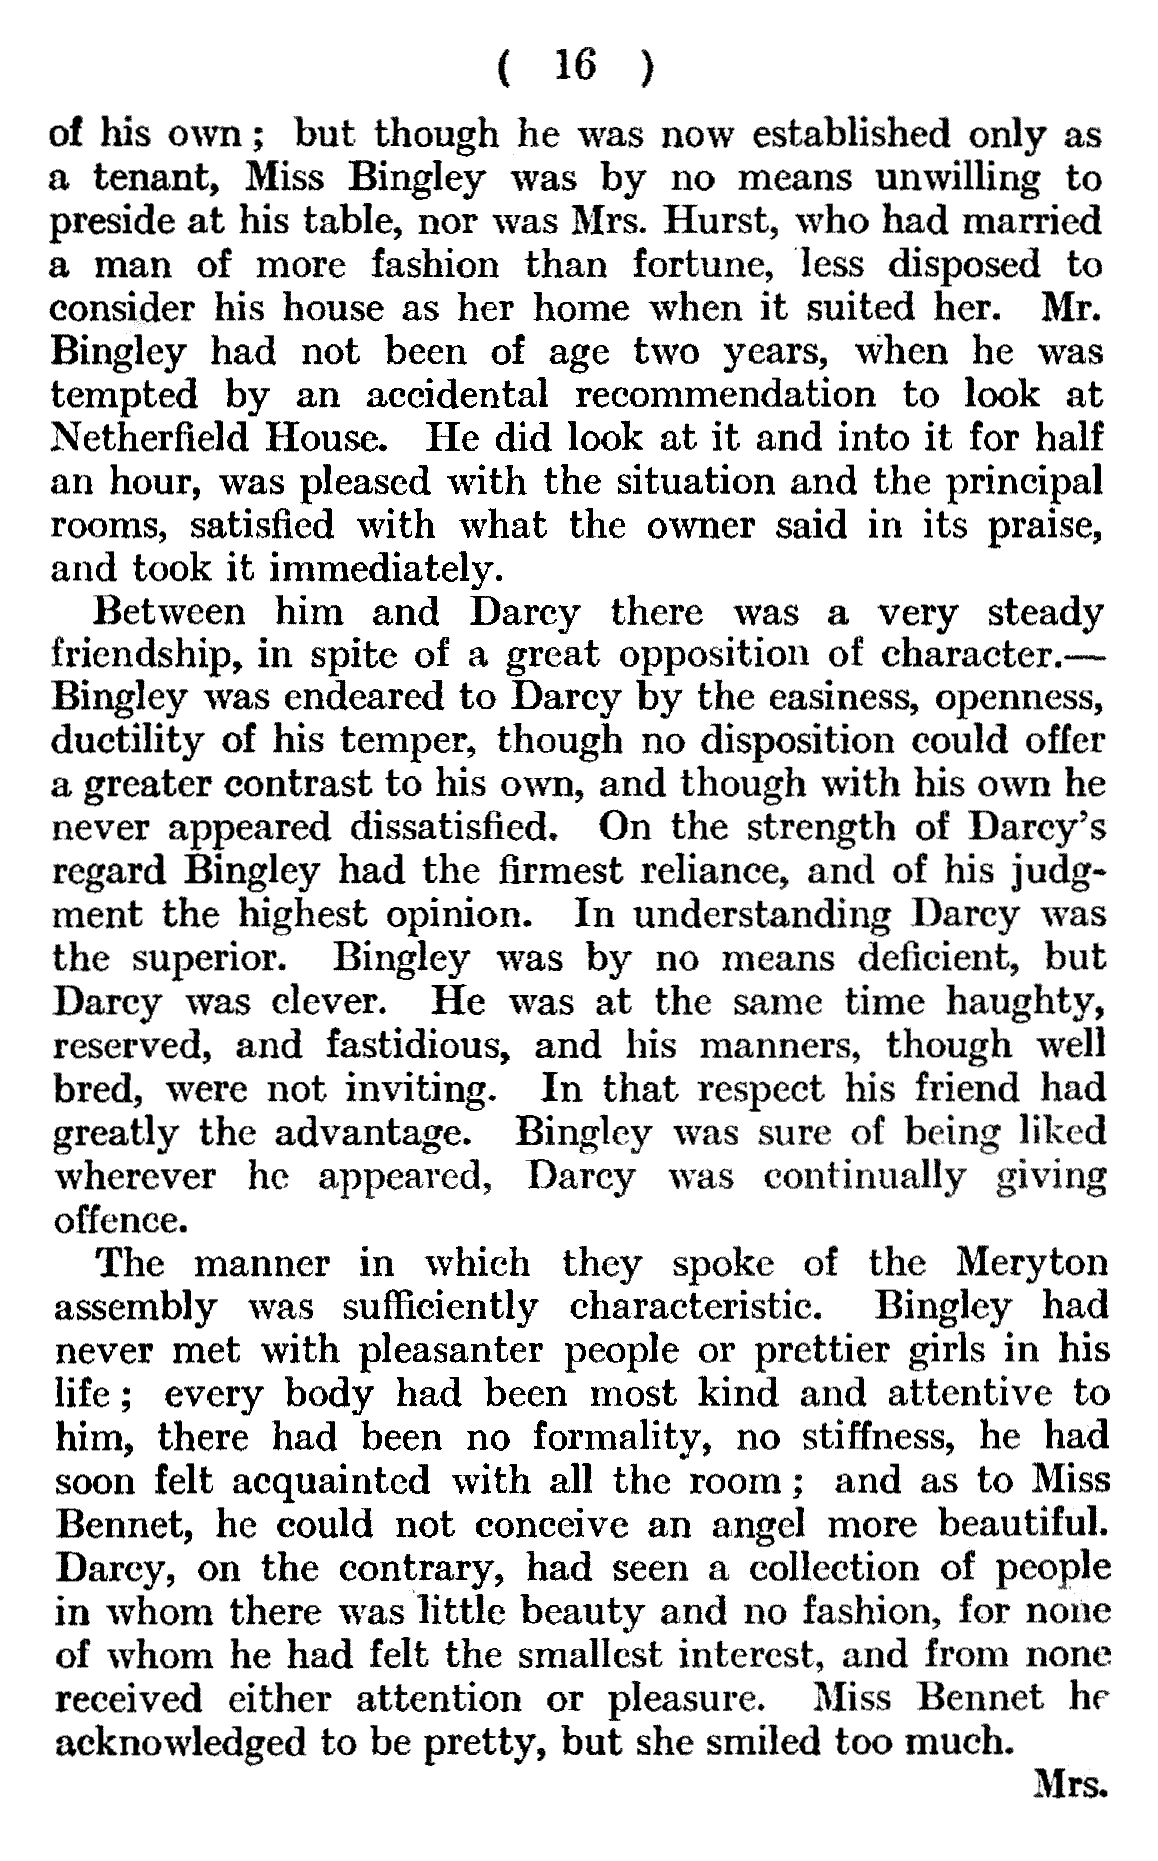 ( 16 )
of his own ; but though he was now established only as
a tenant, Miss Bingley was by no means unwilling to
preside at his table, nor was Mrs. Hurst, who had married
a man of more fashion than fortune, less disposed to
consider his house as her home when it suited her. Mr.
Bingley had not been of age two years, when he was
tempted by an accidental recommendation to look at
Netherfield House. He did look at it and into it for half
an hour, was pleased with the situation and the principal
rooms, satisfied with what the owner said in its praise,
and took it immediately.
Between him and Darcy there was a very steady
friendship, in spite of a great opposition of character.—
Bingley was endeared to Darcy by the easiness, openness,
ductility of his temper, though no disposition could offer
a greater contrast to his own, and though with his own he
never appeared dissatisfied. On the strength of Darcy's
regard Bingley had the firmest reliance, and of his judg-
ment the highest opinion. In understanding Darcy was
the superior. Bingley was by no means deficient, but
Darcy was clever. He was at the same time haughty,
reserved, and fastidious, and his manners, though well
bred, were not inviting. In that respect his friend had
greatly the advantage. Bingley was sure of being liked
wherever he appeared, Darcy was continually giving
offence.
The manner in which they spoke of the Meryton
assembly was sufficiently characteristic. Bingley had
never met with pleasanter people or prettier girls in his
life ; every body had been most kind and attentive to
him, there had been no formality, no stiffness, he had
soon felt acquainted with all the room ; and as to Miss
Bennet, he could not conceive an angel more beautiful.
Darcy, on the contrary, had seen a collection of people
in whom there was little beauty and no fashion, for none
of whom he had felt the smallest interest, and from none
received either attention or pleasure. Miss Bennet he
acknowledged to be pretty, but she smiled too much.
Mrs.